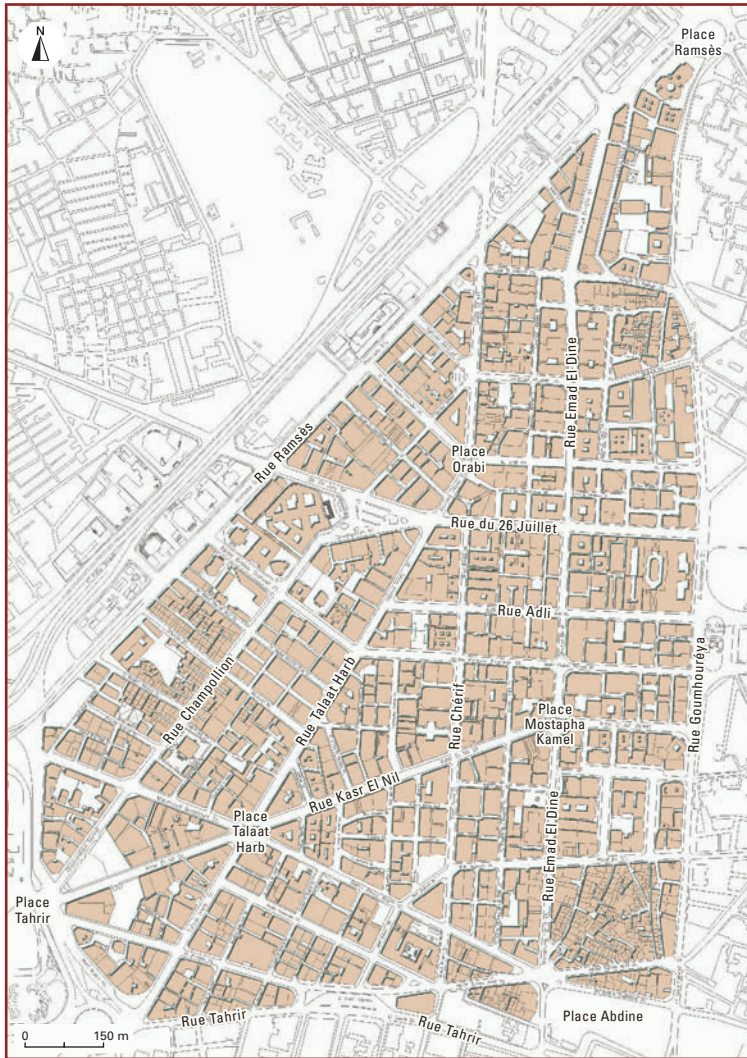 N
Place
Ramsès
Rue Emad El Dine
Rue Ramsès
Place
Orabi
Rue du 26 Juillet
Rue Adli
Rue Champollion
Rue Talaat Harb
Rue Chérif
Rue Goumhouréya
Place
Mostapha
Kamel
Rue Kasr El Nil
Place
Talaat
Harb
Rue Emad El Dine
Place
Tahrir
Place Abdine
Rue Tahrir
Rue Tahrir
0 150 m